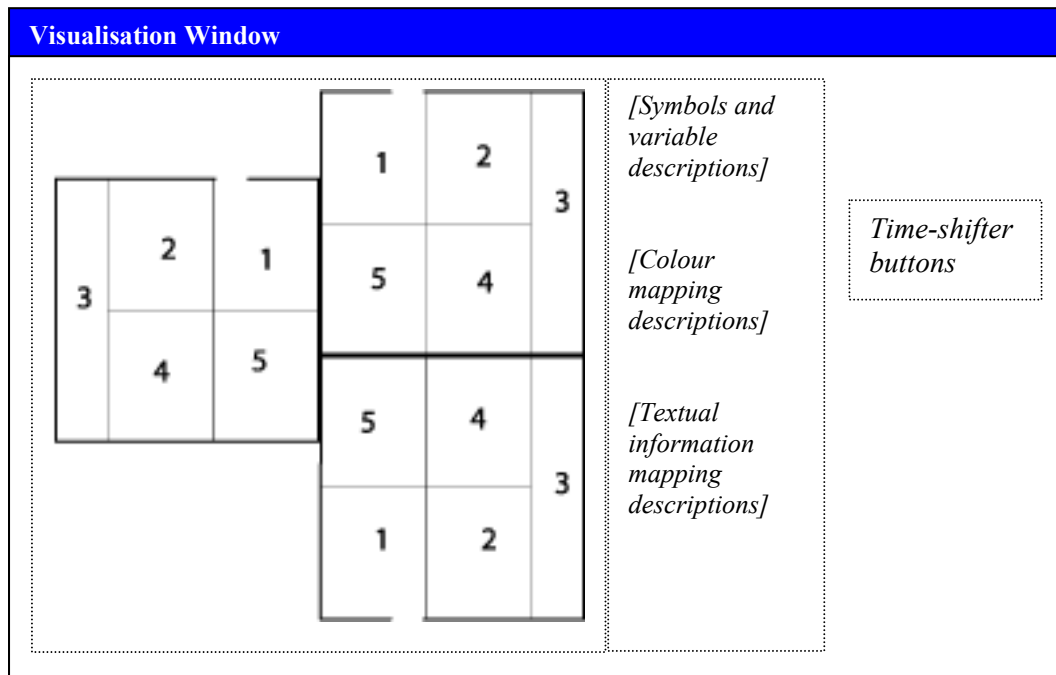 Visualisation Window
1
2
3
5
4
2
1
3
4
5
5
4
3
1
2
[Symbols and
variable
descriptions]
[Colour
mapping
descriptions]
[Textual
information
mapping
descriptions]
Time-shifter
buttons